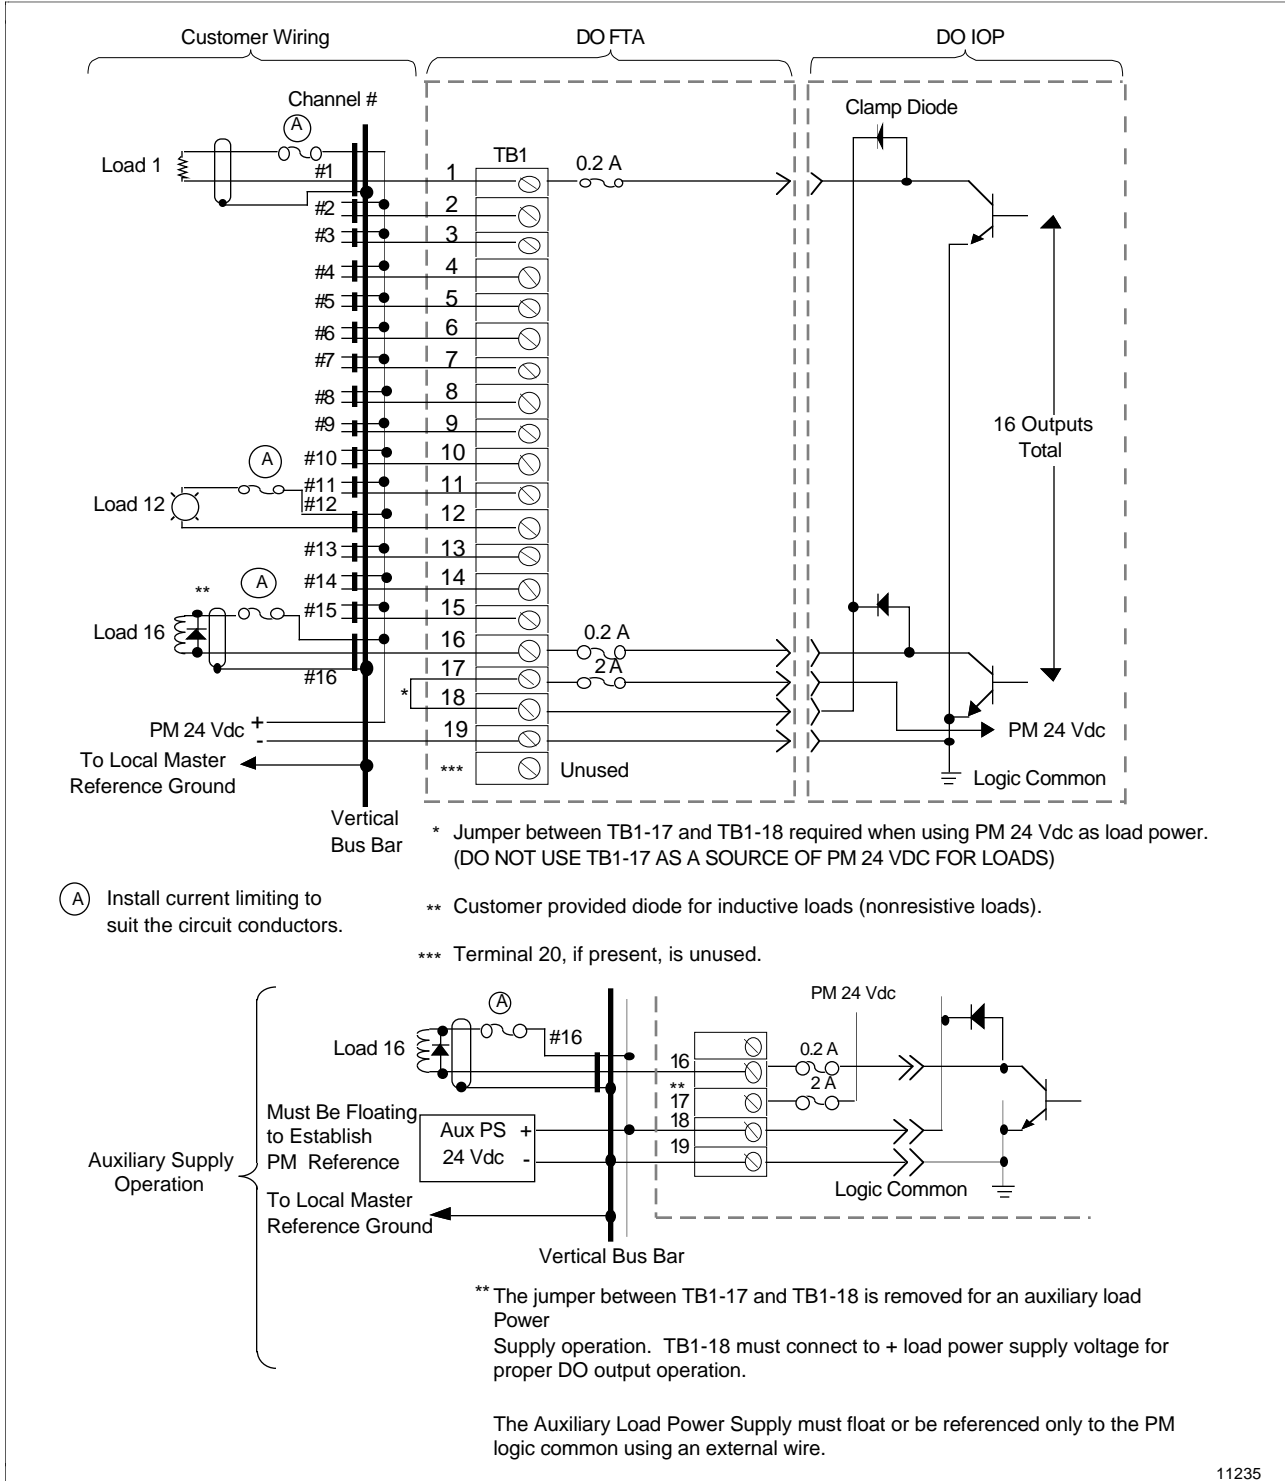 Customer Wiring
DO FTA
DO IOP
Channel #
Clamp Diode
A
TB1
0.2 A
Load 1
#1
1
#2
2
#3
3
#4
4
#5
5
#6
6
#7
7
#8
8
#9
9
16 Outputs
Total
#10
10
A
#11
11
Load 12
#12
12
#13
13
#14
14
A
**
#15
15
Load 16
16
0.2 A
#16
17
2 A
*
18
PM 24 Vdc
+
-
19
PM 24 Vdc
To Local Master
Reference Ground
***
Unused
Logic Common
Vertical
Bus Bar
* Jumper between TB1-17 and TB1-18 required when using PM 24 Vdc as load power.
(DO NOT USE TB1-17 AS A SOURCE OF PM 24 VDC FOR LOADS)
A Install current limiting to
suit the circuit conductors.
** Customer provided diode for inductive loads (nonresistive loads).
*** Terminal 20, if present, is unused.
PM 24 Vdc
A
#16
Load 16
16
0.2 A
**
17
2 A
Must Be Floating
to Establish
PM Reference
Aux PS +
24 Vdc -
18
19
Auxiliary Supply
Operation
Logic Common
To Local Master
Reference Ground
Vertical Bus Bar
** The jumper between TB1-17 and TB1-18 is removed for an auxiliary load
Power
Supply operation. TB1-18 must connect to + load power supply voltage for
proper DO output operation.
The Auxiliary Load Power Supply must float or be referenced only to the PM
logic common using an external wire.
11235